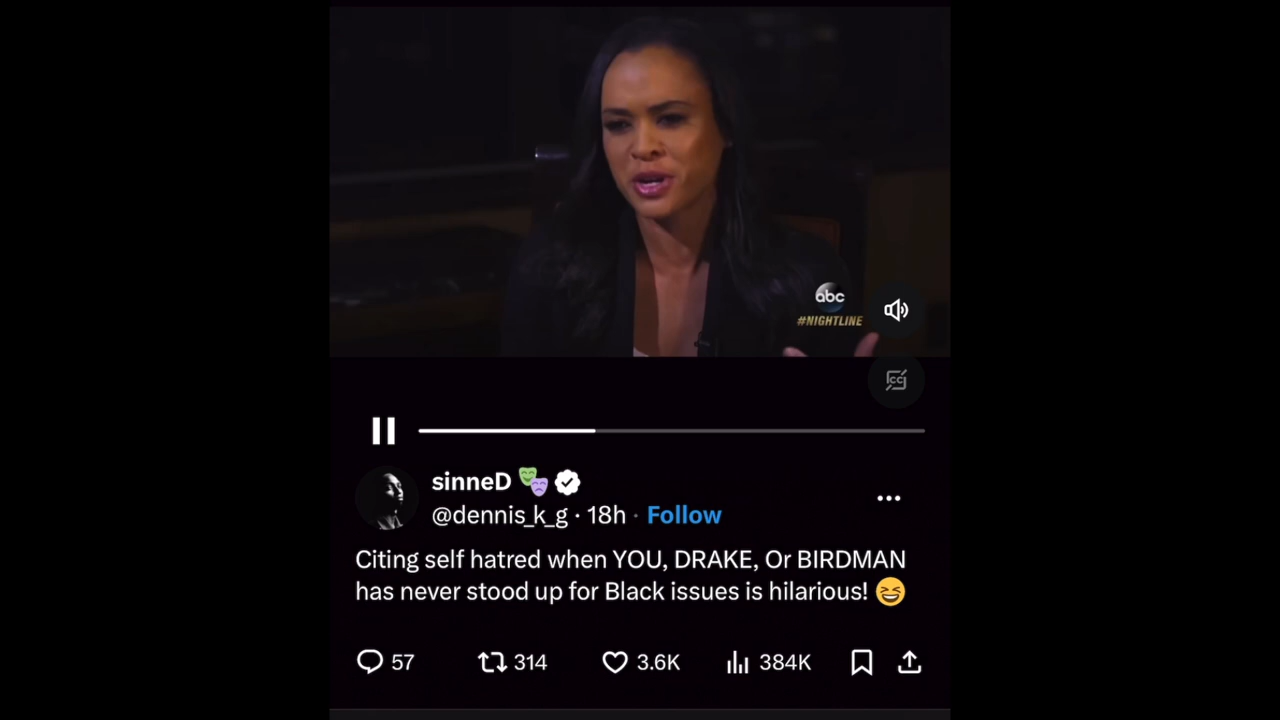 abc
#NIGHTLINE
CC
sinneD
@dennis_k_g · 18h · Follow
Citing self hatred when YOU, DRAKE, Or BIRDMAN
has never stood up for Black issues is hilarious! 😆
57 314 3.6K 384K